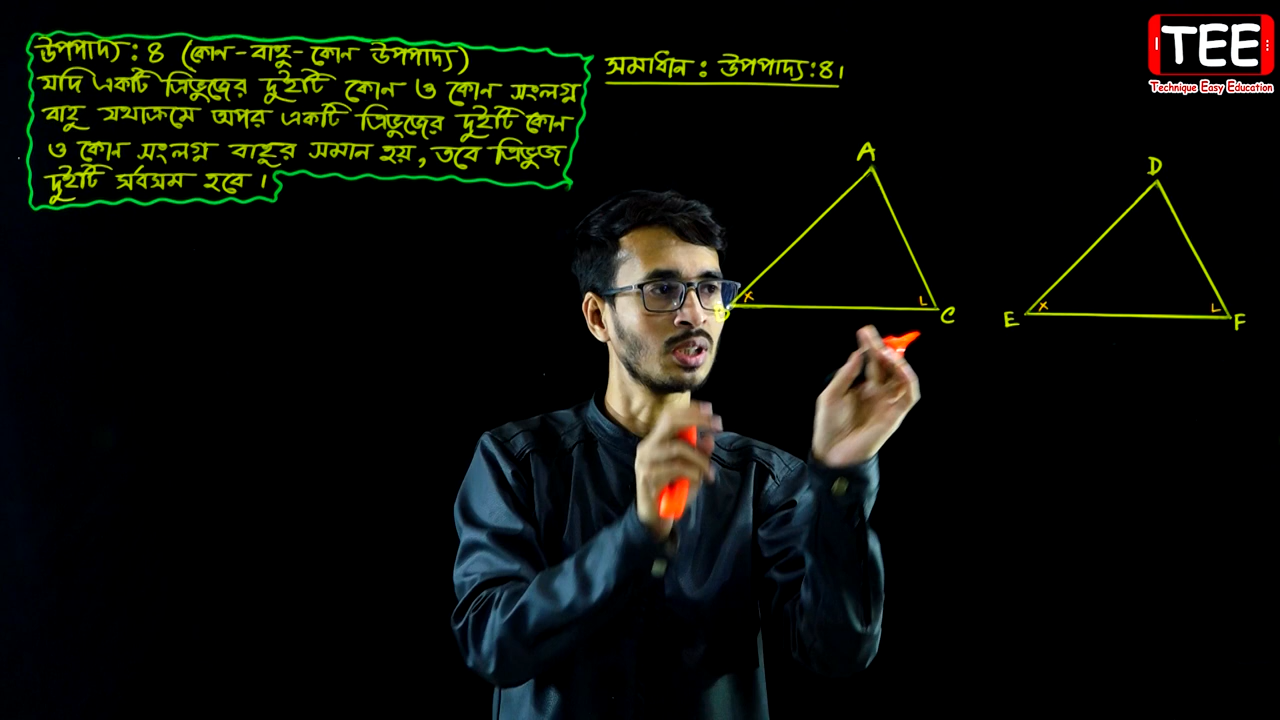 উপপাদ্য: ৪ (কোন - বাহু - কোন উপপাদ্য)
যদি একটি ত্রিভুজের দুইটি কোন ও কোন সংলগ্ন
বাহু যথাক্রমে অপর একটি ত্রিভুজের দুইটি কোন
ও কোন সংলগ্ন বাহুর সমান হয়, তবে ত্রিভুজ
দুইটি সর্বসম হবে ।
সমাধান : উপপাদ্য:৪।
TEE
Technique Easy Education
A
D
x
L
C
x
L
E
F